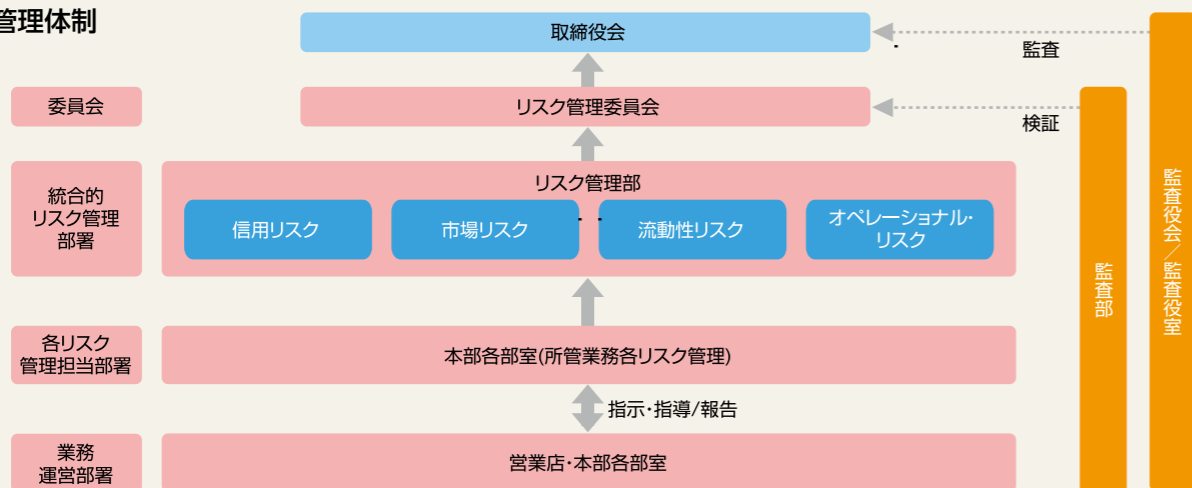 管理体制
取締役会
監査
委員会
リスク管理委員会
検証
統合的
リスク管理
部署
リスク管理部
信用リスク
市場リスク
流動性リスク
オペレーショナル・
リスク
監査部
監査役会／監査役室
各リスク
管理担当部署
本部各部室(所管業務各リスク管理)
指示・指導/報告
業務
運営部署
営業店・本部各部室